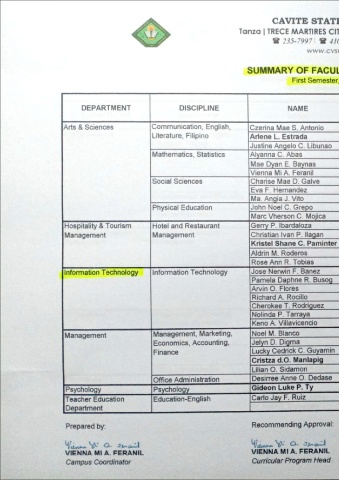 CAVITE STAT
Tanza | TRECE MARTIRES CIT
☎ 235-7997 | ☎ 410
www.cvs
SUMMARY OF FACUL
First Semester,
DEPARTMENT DISCIPLINE NAME
Arts & Sciences Communication, English, Czerina Mae S. Antonio
Literature, Filipino Arlene L. Estrada
Justine Angelo C. Libunao
Mathematics, Statistics Alyanna C. Abas
Mae Dyan E. Baynas
Vienna Mi A. Feranil
Social Sciences Charise Mae D. Galve
Eva F. Hernandez
Ma. Angia J. Vito
Physical Education John Noel C. Grepo
Marc Vherson C. Mojica
Hospitality & Tourism Hotel and Restaurant Gerry P. Ibardaloza
Management Management Christian Ivan P. Ilagan
Kristel Shane C. Paminter
Aldrin M. Roderos
Rose Ann R. Tobias
Information Technology Information Technology Jose Nerwin F. Banez
Pamela Daphne R. Busog
Arvin O. Flores
Richard A. Rocillo
Cherokee T. Rodriguez
Nolinda P. Tarraya
Keno A. Villavicencio
Management Management, Marketing, Noel M. Blanco
Economics, Accounting, Jelyn D. Digma
Finance Lucky Cedrick C. Guyamin
Cristza d.O. Manlapig
Lilian O. Sidamon
Office Administration Desirree Anne O. Dedase
Psychology Psychology Gideon Luke P. Ty
Teacher Education Education-English Carlo Jay F. Ruiz
Department
Prepared by: Recommending Approval:
VIENNA MI A. FERANIL VIENNA MI A. FERANIL
Campus Coordinator Curricular Program Head